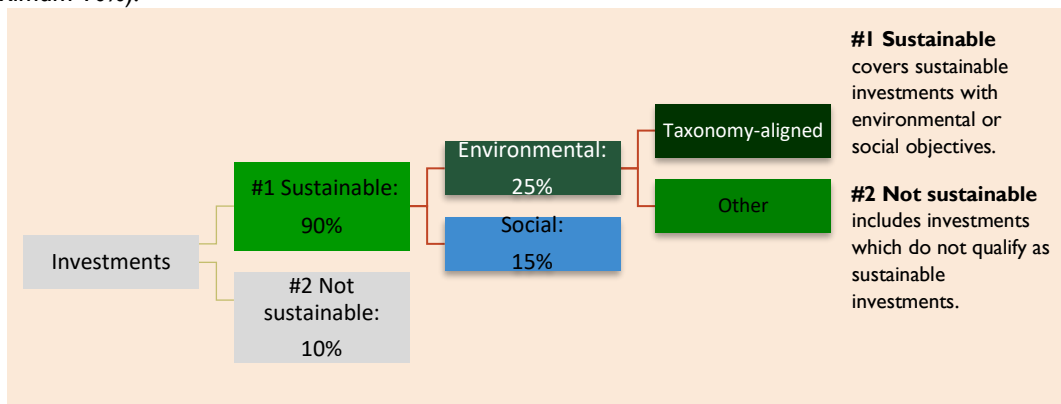 10%).
Investments
#1 Sustainable:
90%
#2 Not
sustainable:
10%
Environmental:
25%
Social:
15%
Taxonomy-aligned
Other
#1 Sustainable
covers sustainable
investments with
environmental or
social objectives.
#2 Not sustainable
includes investments
which do not qualify as
sustainable
investments.